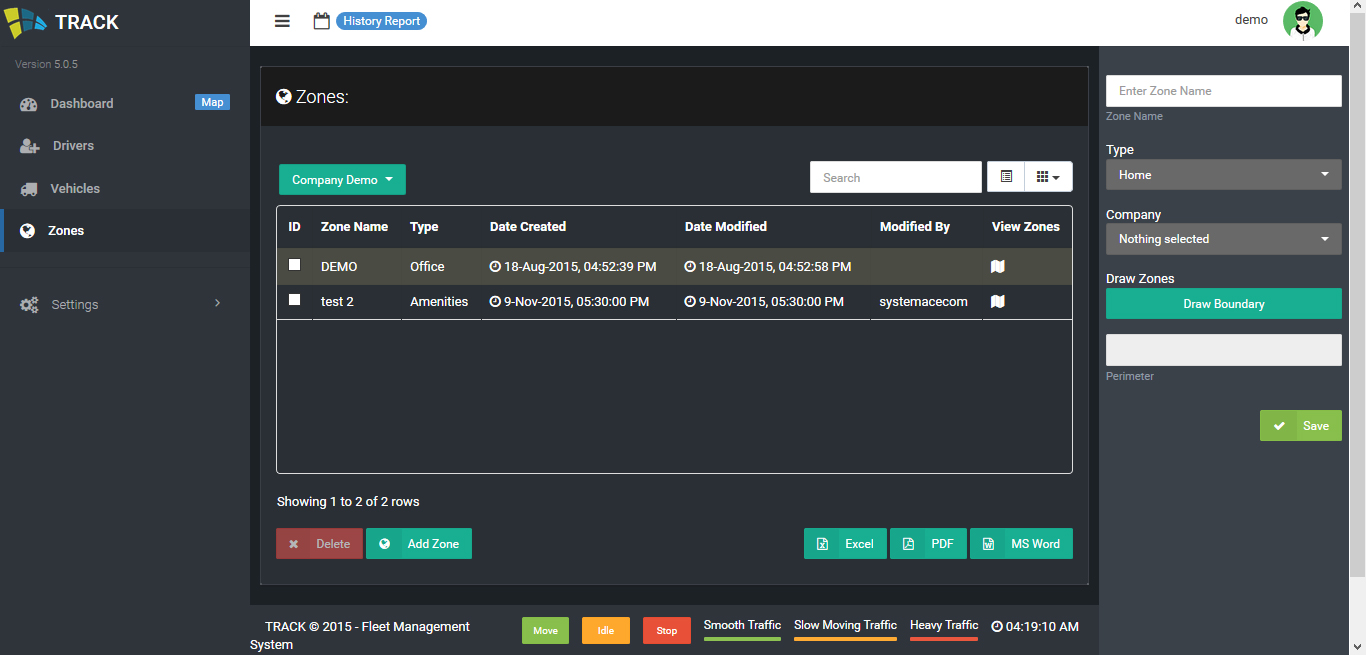 TRACK
History Report
demo
Version 5.0.5
Dashboard
Map
Drivers
Vehicles
Zones
Settings
Zones:
Company Demo
Search
ID Zone Name Type Date Created Date Modified Modified By View Zones
DEMO Office 18-Aug-2015, 04:52:39 PM 18-Aug-2015, 04:52:58 PM
test 2 Amenities 9-Nov-2015, 05:30:00 PM 9-Nov-2015, 05:30:00 PM systemacecom
Showing 1 to 2 of 2 rows
Delete Add Zone Excel PDF MS Word
Enter Zone Name
Zone Name
Type
Home
Company
Nothing selected
Draw Zones
Draw Boundary
Perimeter
Save
TRACK © 2015 - Fleet Management
System
Move Idle Stop Smooth Traffic Slow Moving Traffic Heavy Traffic 04:19:10 AM